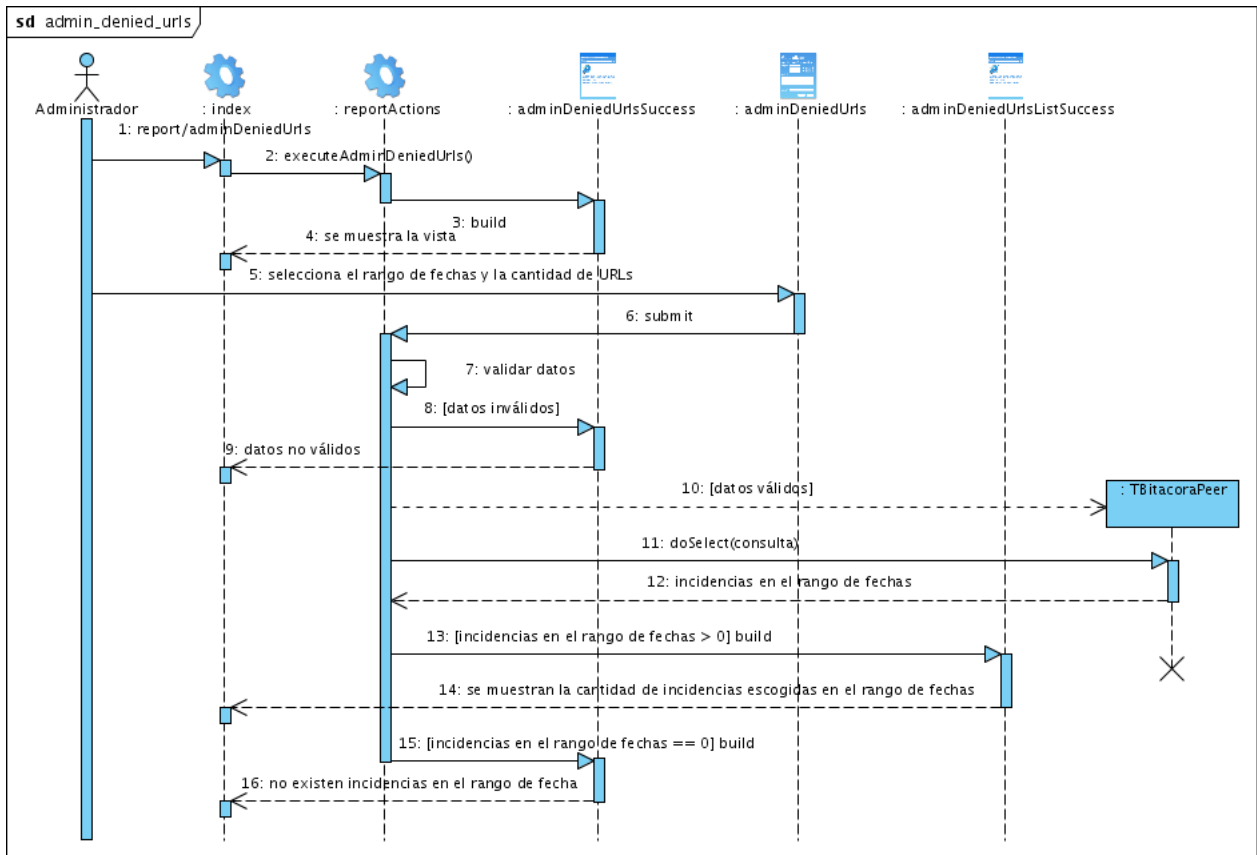 sd admin_denied_urls
Administrador
: index
: reportActions
: adminDeniedUrlsSuccess
: adminDeniedUrls
: adminDeniedUrlsListSuccess
1: report/adminDeniedUrls
2: executeAdminDeniedUrls()
3: build
4: se muestra la vista
5: selecciona el rango de fechas y la cantidad de URLs
6: submit
7: validar datos
8: [datos inválidos]
9: datos no válidos
10: [datos válidos]
: TBitacoraPeer
11: doSelect(consulta)
12: incidencias en el rango de fechas
13: [incidencias en el rango de fechas > 0] build
14: se muestran la cantidad de incidencias escogidas en el rango de fechas
15: [incidencias en el rango de fechas == 0] build
16: no existen incidencias en el rango de fecha